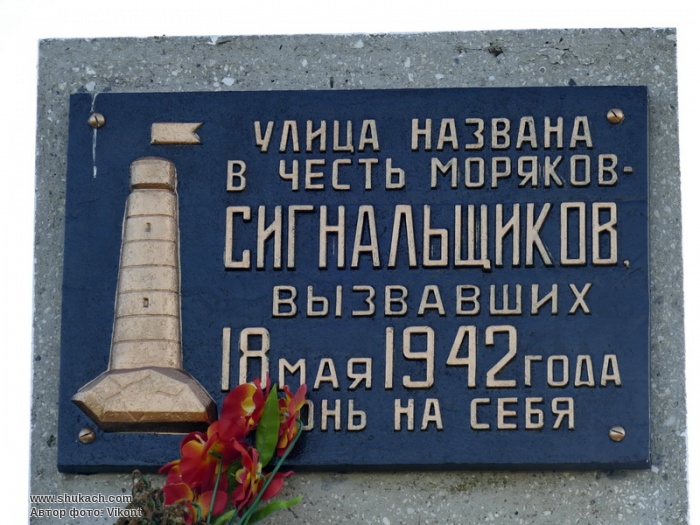 УЛИЦА НАЗВАНА
В ЧЕСТЬ МОРЯКОВ-
СИГНАЛЬЩИКОВ,
ВЫЗВАВШИХ
18 МАЯ 1942 ГОДА
НА СЕБЯ
www.shukach.com
Автор фото: Vikont